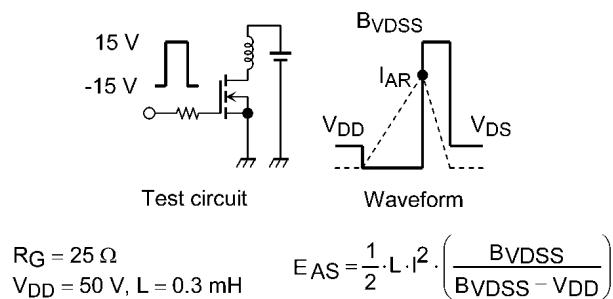 15 V
-15 V
BVDSS
IAR
VDD
VDS
Test circuit
Waveform
RG = 25 Ω
VDD = 50 V, L = 0.3 mH
EAS = 1/2 · L · I² · (BVDSS / (BVDSS − VDD))